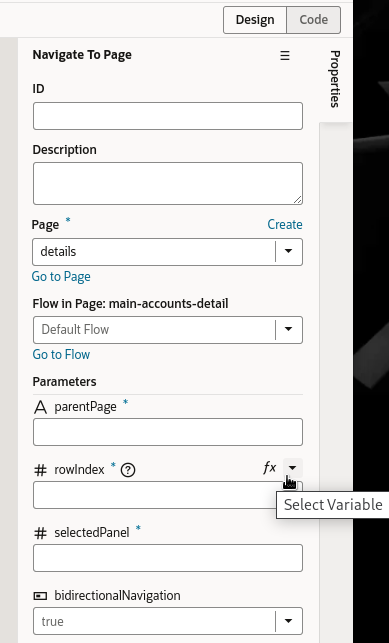 Design Code
Navigate To Page
Properties
ID
Description
Page *
Create
details
Go to Page
Flow in Page: main-accounts-detail
Default Flow
Go to Flow
Parameters
A parentPage *
# rowIndex * ? fx
Select Variable
# selectedPanel *
bidirectionalNavigation
true